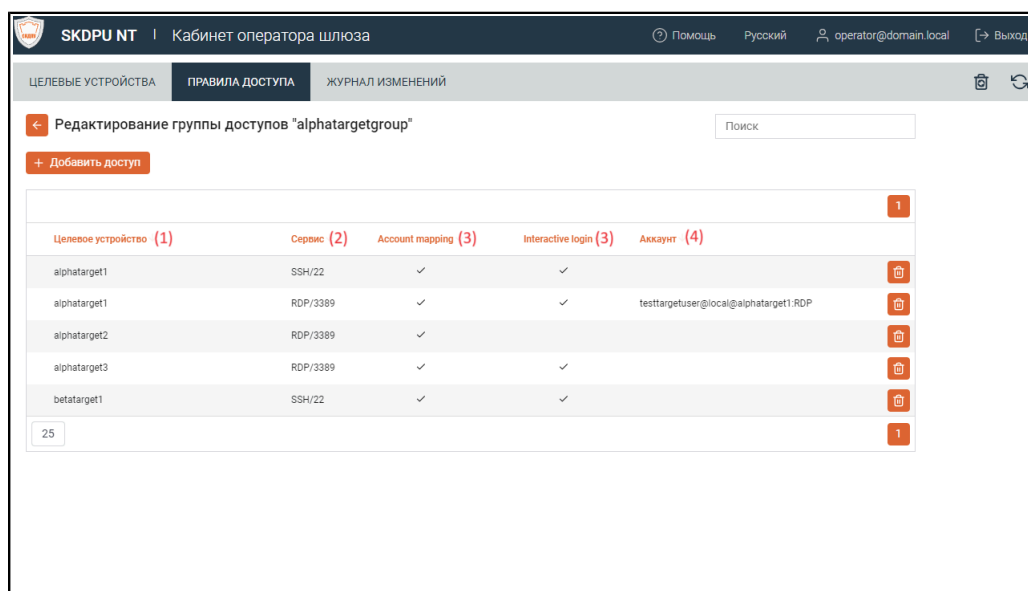 SKDPU NT | Кабинет оператора шлюза Помощь Русский operator@domain.local Выход
ЦЕЛЕВЫЕ УСТРОЙСТВА ПРАВИЛА ДОСТУПА ЖУРНАЛ ИЗМЕНЕНИЙ
Редактирование группы доступов "alphatargetgroup" Поиск
+ Добавить доступ
1
Целевое устройство (1) Сервис (2) Account mapping (3) Interactive login (3) Аккаунт (4)
alphatarget1 SSH/22
alphatarget1 RDP/3389 testtargetuser@local@alphatarget1:RDP
alphatarget2 RDP/3389
alphatarget3 RDP/3389
betatarget1 SSH/22
25 1